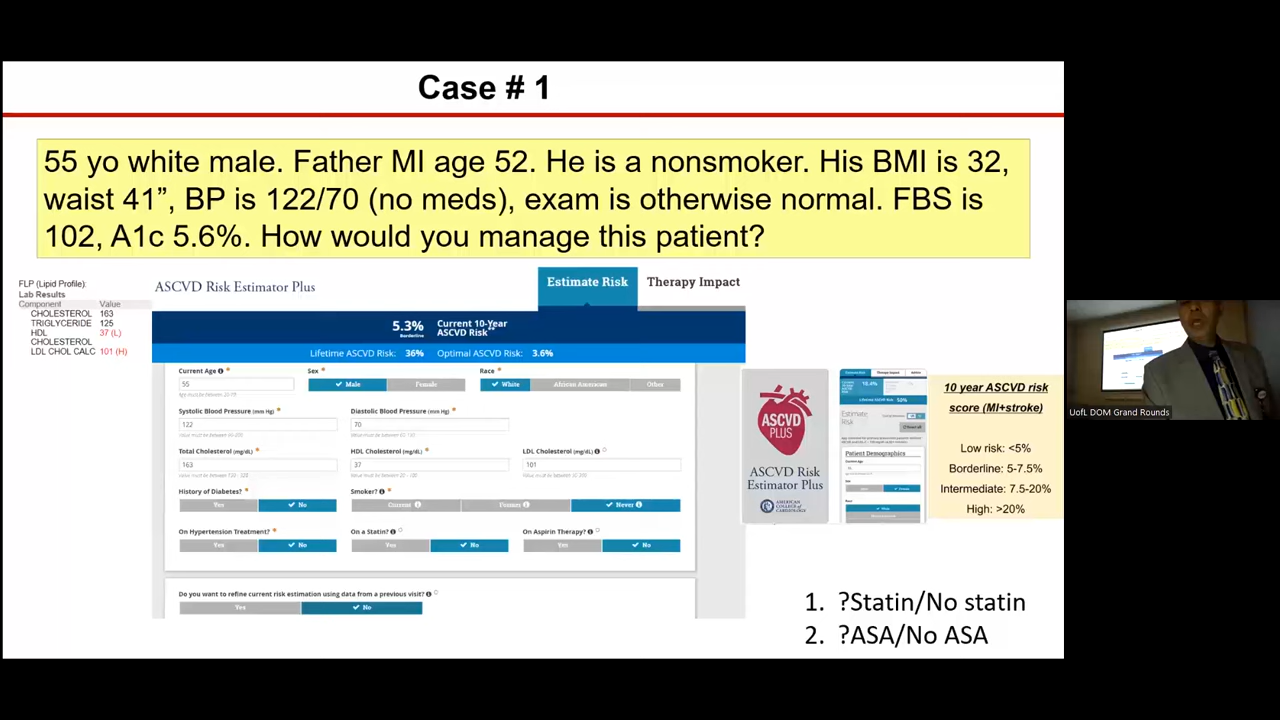 Case # 1
55 yo white male. Father MI age 52. He is a nonsmoker. His BMI is 32,
waist 41”, BP is 122/70 (no meds), exam is otherwise normal. FBS is
102, A1c 5.6%. How would you manage this patient?
FLP (Lipid Profile):
Lab Results
Component Value
CHOLESTEROL 163
TRIGLYCERIDE 125
HDL 37 (L)
CHOLESTEROL
LDL CHOL CALC 101 (H)
ASCVD Risk Estimator Plus
Estimate Risk Therapy Impact
5.3% Current 10-Year
Borderline ASCVD Risk**
Lifetime ASCVD Risk: 36% Optimal ASCVD Risk: 3.6%
Current Age Sex Race
55 Male Female White African American Other
Systolic Blood Pressure (mm Hg) Diastolic Blood Pressure (mm Hg)
122 70
Total Cholesterol (mg/dL) HDL Cholesterol (mg/dL) LDL Cholesterol (mg/dL)
163 37 101
History of Diabetes? Smoker?
Yes No Current Former Never
On Hypertension Treatment? On a Statin? On Aspirin Therapy?
Yes No Yes No Yes No
Do you want to refine current risk estimation using data from a previous visit?
Yes No
ASCVD
PLUS
ASCVD Risk
Estimator Plus
AMERICAN
COLLEGE of
CARDIOLOGY
Estimate
Risk
Patient Demographics
10 year ASCVD risk
score (MI+stroke)
Low risk: <5%
Borderline: 5-7.5%
Intermediate: 7.5-20%
High: >20%
1. ?Statin/No statin
2. ?ASA/No ASA
UofL DOM Grand Rounds